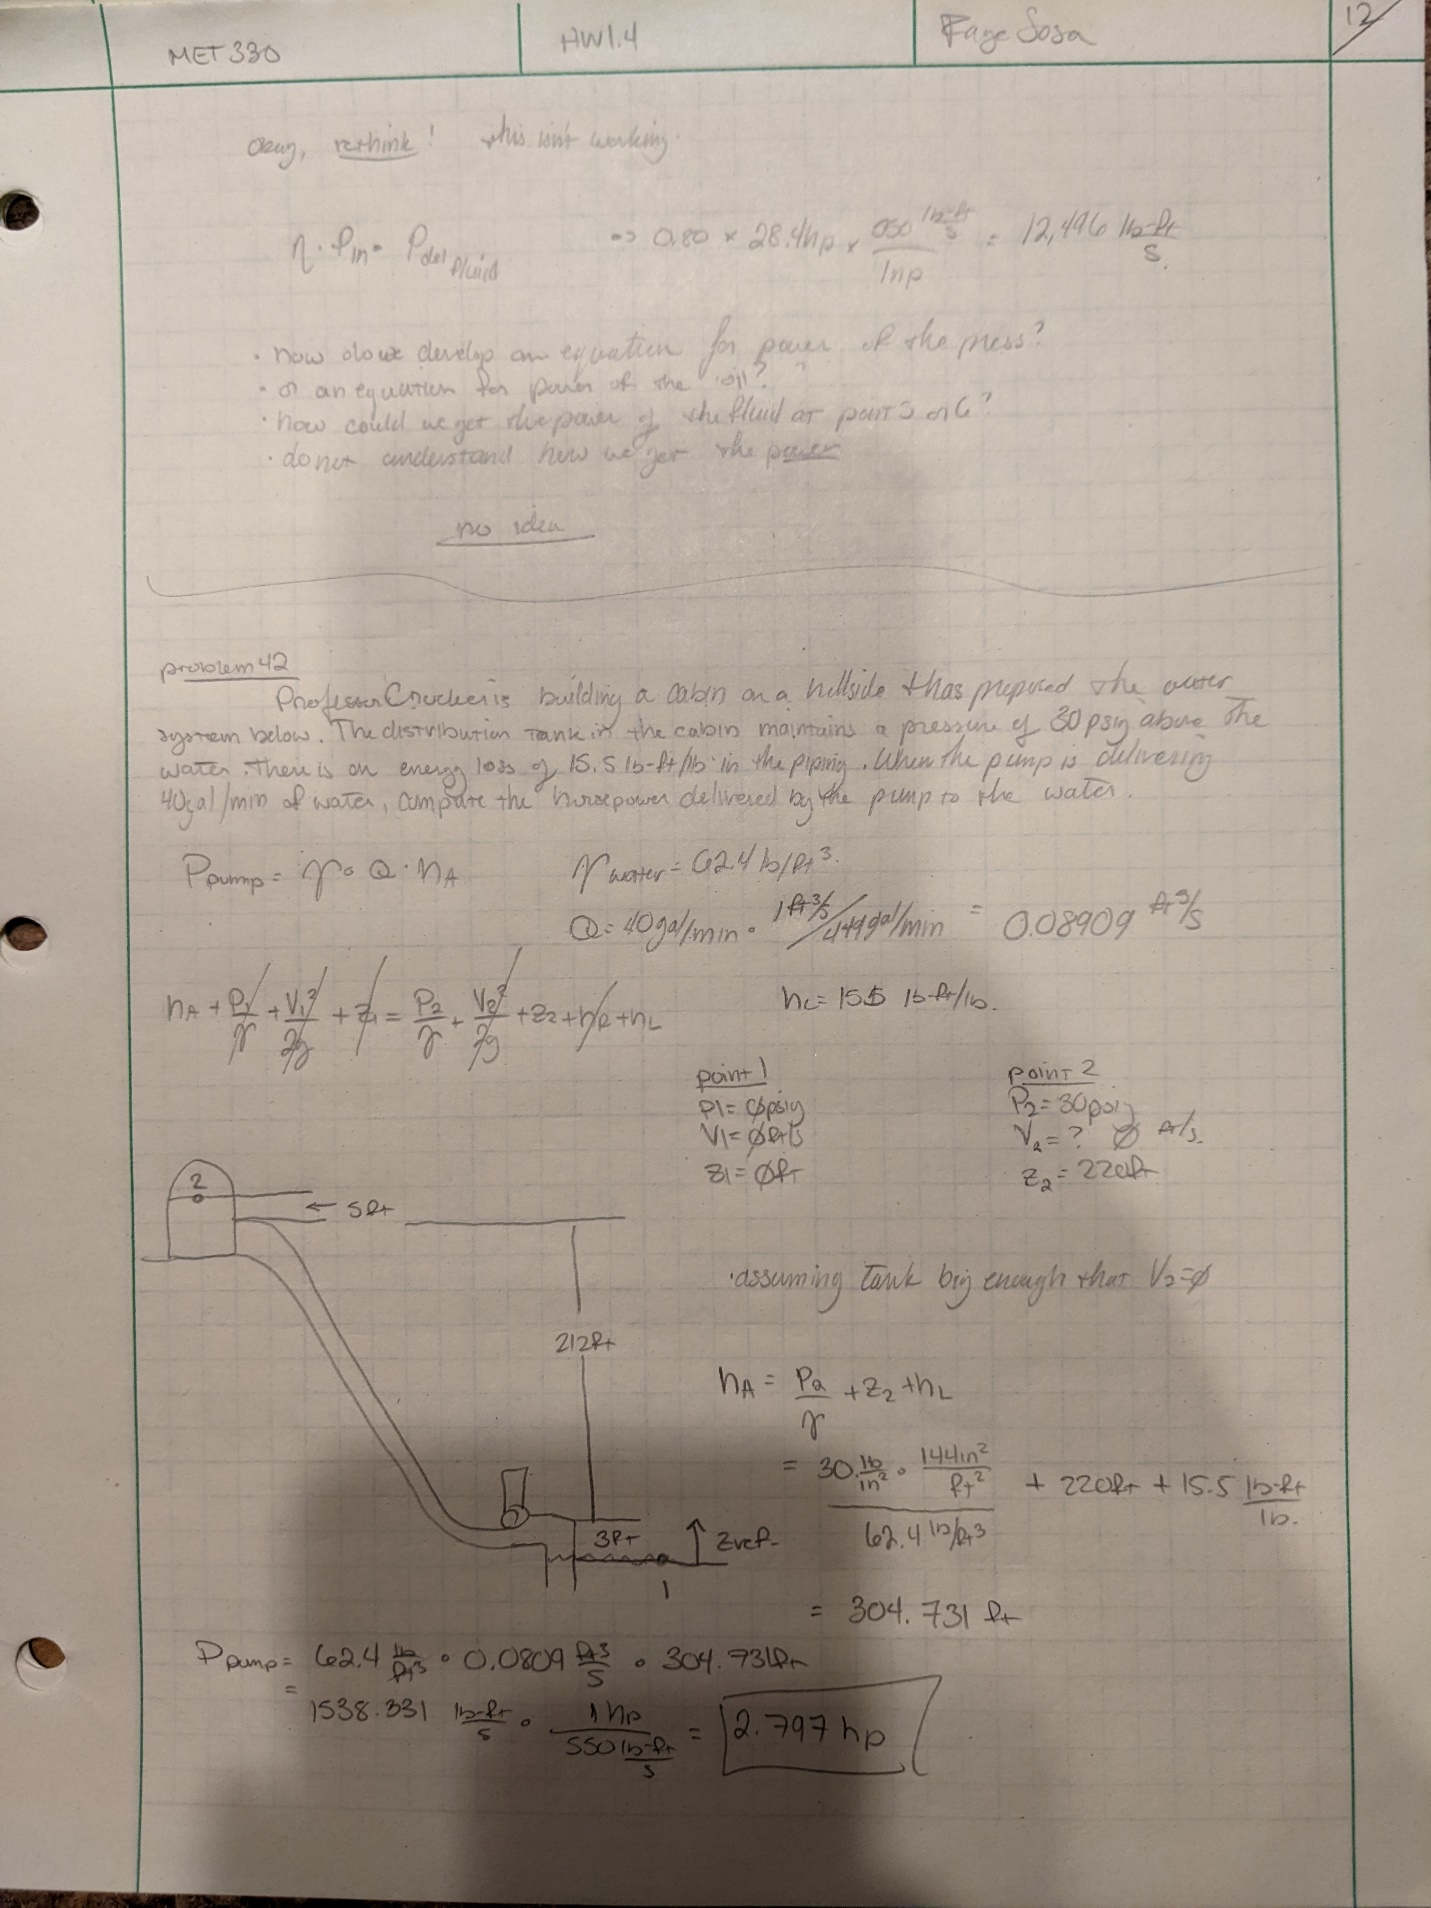 MET 330
HW1.4
Faye Sosa
12/
Okay, rethink! this isn't working.
η · Pin = Pdel fluid => 0.80 × 28.4hp × 550 lb-ft/s / 1hp = 12,496 lb-ft/s.
· how do we develop an equation for power of the press?
· or an equation for power of the oil?
· how could we get the power of the fluid at point 5 or 6?
· do not understand how we get the power
no idea
problem 42
Professor Crocker is building a cabin on a hillside & has proposed the water
system below. The distribution tank in the cabin maintains a pressure of 30 psig above the
water. There is an energy loss of 15.5 lb-ft/lb in the piping. When the pump is delivering
40gal/min of water, compute the horsepower delivered by the pump to the water.
Ppump = γ · Q · hA
γwater = 62.4 lb/ft³.
Q = 40 gal/min · 1ft³/s / 449gal/min = 0.08909 ft³/s
hA + P1/γ + V1²/2g + z1 = P2/γ + V2²/2g + z2 + hR + hL
hL = 15.5 lb-ft/lb.
point 1
P1 = 0psig
V1 = 0ft/s
z1 = 0ft
point 2
P2 = 30psig
V2 = ? 0 ft/s.
z2 = 220ft
2
← 5ft
· assuming tank big enough that V2=0
212ft
hA = P2/γ + z2 + hL
= 30 lb/in² · 144in²/ft² / 62.4 lb/ft³ + 220ft + 15.5 lb-ft/lb.
3ft
zref-
1
= 304.731 ft
Ppump = 62.4 lb/ft³ · 0.0809 ft³/s · 304.731ft
= 1538.331 lb-ft/s · 1 hp / 550 lb-ft/s = 2.797 hp